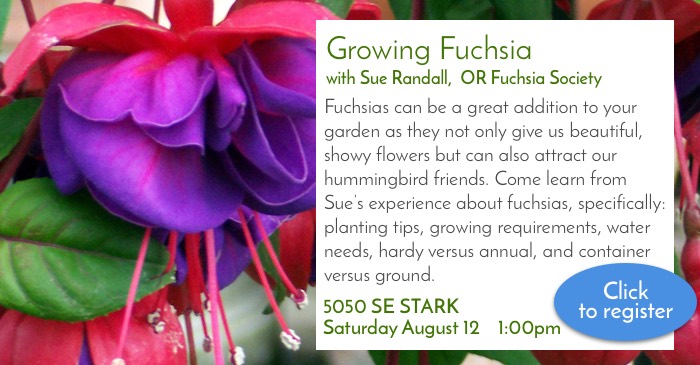 Growing Fuchsia
with Sue Randall,  OR Fuchsia Society
Fuchsias can be a great addition to your
garden as they not only give us beautiful,
showy flowers but can also attract our
hummingbird friends. Come learn from
Sue's experience about fuchsias, specifically:
planting tips, growing requirements, water
needs, hardy versus annual, and container
versus ground.
5050 SE STARK
Saturday August 12    1:00pm
Click
to register